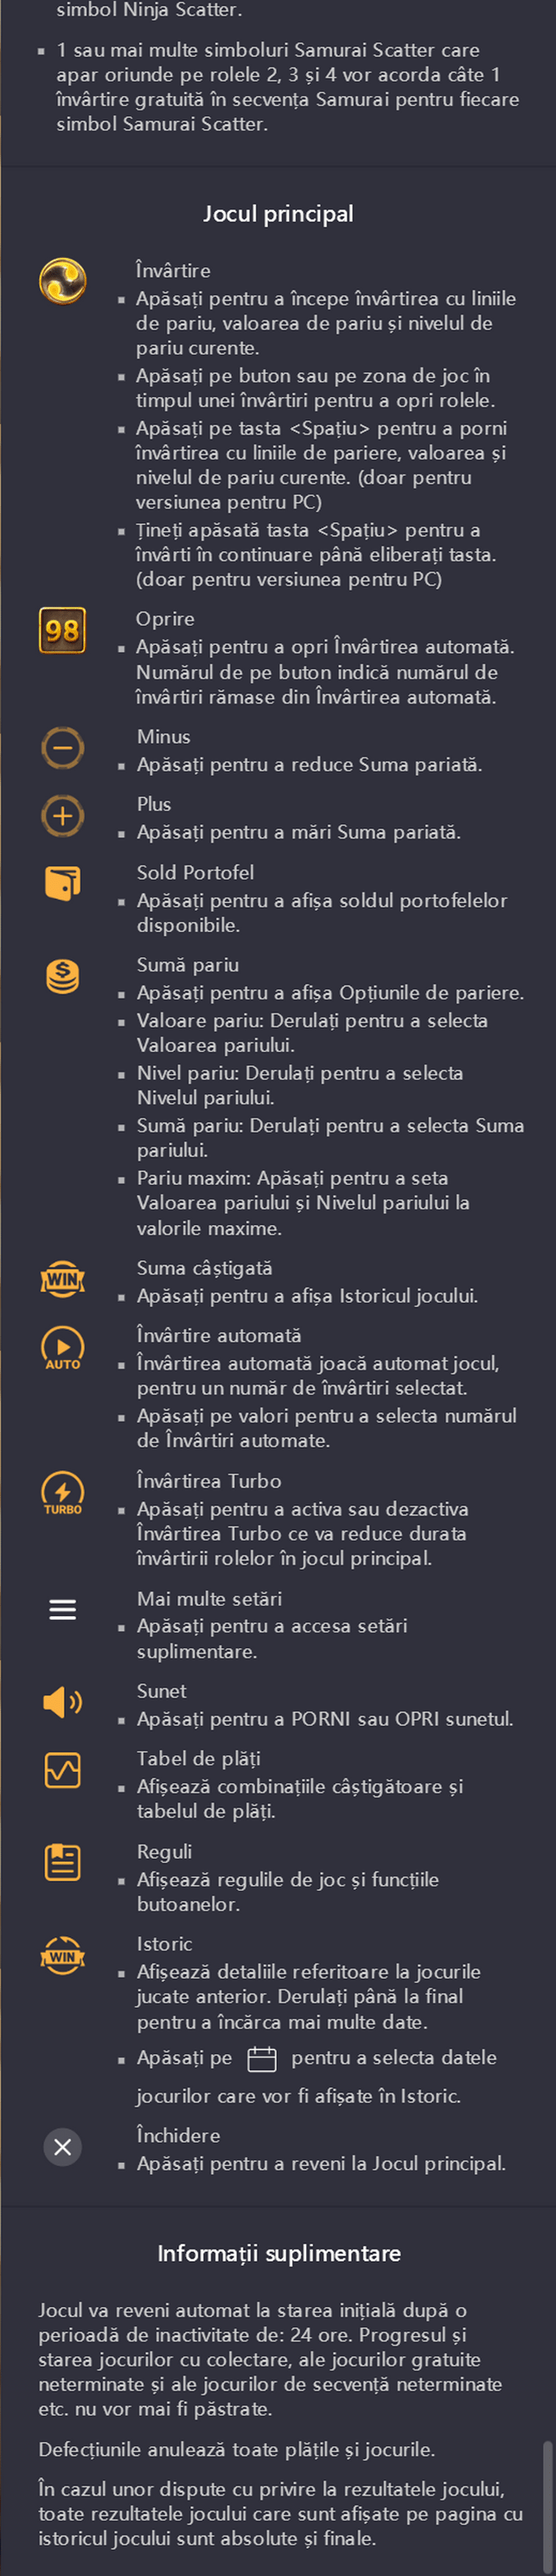 simbol Ninja Scatter.
1 sau mai multe simboluri Samurai Scatter care
apar oriunde pe rolele 2, 3 și 4 vor acorda câte 1
învârtire gratuită în secvența Samurai pentru fiecare
simbol Samurai Scatter.
Jocul principal
Învârtire
Apăsați pentru a începe învârtirea cu liniile
de pariu, valoarea de pariu și nivelul de
pariu curente.
Apăsați pe buton sau pe zona de joc în
timpul unei învârtiri pentru a opri rolele.
Apăsați pe tasta <Spațiu> pentru a porni
învârtirea cu liniile de pariere, valoarea și
nivelul de pariu curente. (doar pentru
versiunea pentru PC)
Țineți apăsată tasta <Spațiu> pentru a
învârti în continuare până eliberați tasta.
(doar pentru versiunea pentru PC)
98
Oprire
Apăsați pentru a opri Învârtirea automată.
Numărul de pe buton indică numărul de
învârtiri rămase din Învârtirea automată.
Minus
Apăsați pentru a reduce Suma pariată.
Plus
Apăsați pentru a mări Suma pariată.
Sold Portofel
Apăsați pentru a afișa soldul portofelelor
disponibile.
Sumă pariu
Apăsați pentru a afișa Opțiunile de pariere.
Valoare pariu: Derulați pentru a selecta
Valoarea pariului.
Nivel pariu: Derulați pentru a selecta
Nivelul pariului.
Sumă pariu: Derulați pentru a selecta Suma
pariului.
Pariu maxim: Apăsați pentru a seta
Valoarea pariului și Nivelul pariului la
valorile maxime.
WIN
Suma câștigată
Apăsați pentru a afișa Istoricul jocului.
AUTO
Învârtire automată
Învârtirea automată joacă automat jocul,
pentru un număr de învârtiri selectat.
Apăsați pe valori pentru a selecta numărul
de Învârtiri automate.
TURBO
Învârtirea Turbo
Apăsați pentru a activa sau dezactiva
Învârtirea Turbo ce va reduce durata
învârtirii rolelor în jocul principal.
Mai multe setări
Apăsați pentru a accesa setări
suplimentare.
Sunet
Apăsați pentru a PORNI sau OPRI sunetul.
Tabel de plăți
Afișează combinațiile câștigătoare și
tabelul de plăți.
Reguli
Afișează regulile de joc și funcțiile
butoanelor.
WIN
Istoric
Afișează detaliile referitoare la jocurile
jucate anterior. Derulați până la final
pentru a încărca mai multe date.
Apăsați pe pentru a selecta datele
jocurilor care vor fi afișate în Istoric.
Închidere
Apăsați pentru a reveni la Jocul principal.
Informații suplimentare
Jocul va reveni automat la starea inițială după o
perioadă de inactivitate de: 24 ore. Progresul și
starea jocurilor cu colectare, ale jocurilor gratuite
neterminate și ale jocurilor de secvență neterminate
etc. nu vor mai fi păstrate.
Defecțiunile anulează toate plățile și jocurile.
În cazul unor dispute cu privire la rezultatele jocului,
toate rezultatele jocului care sunt afișate pe pagina cu
istoricul jocului sunt absolute și finale.